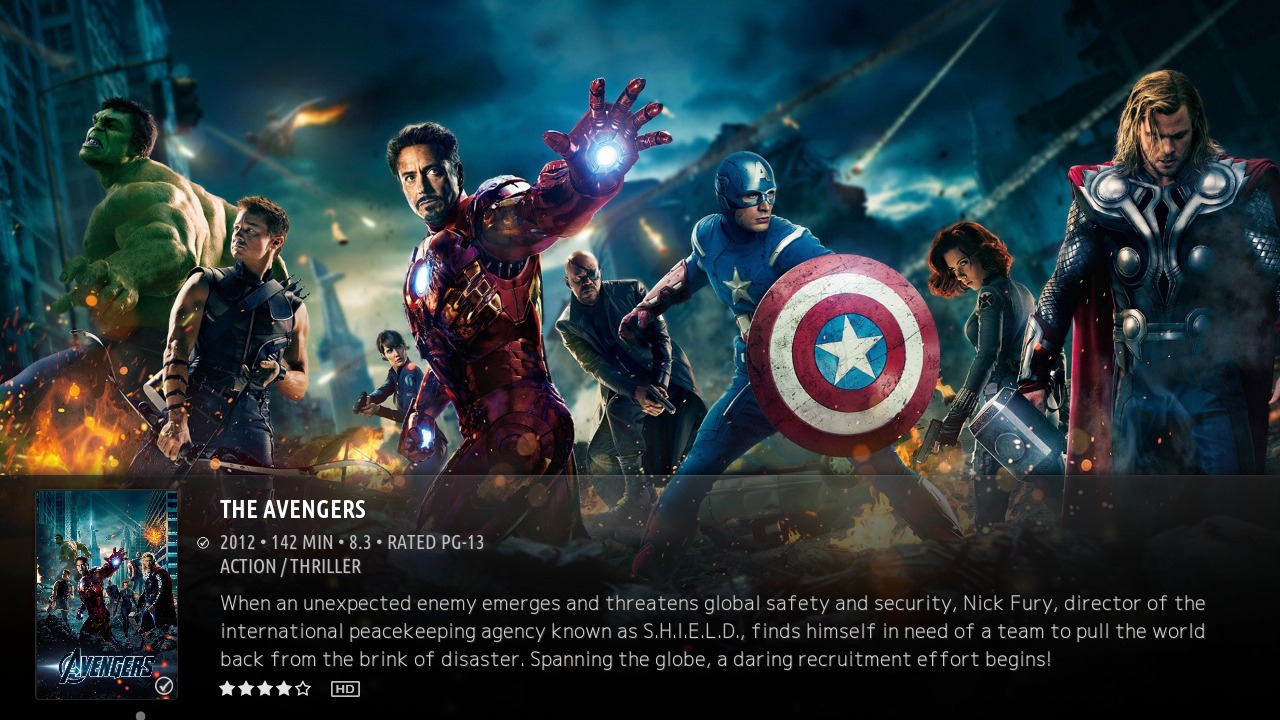 THE AVENGERS
2012 • 142 MIN • 8.3 • RATED PG-13
ACTION / THRILLER
When an unexpected enemy emerges and threatens global safety and security, Nick Fury, director of the
international peacekeeping agency known as S.H.I.E.L.D., finds himself in need of a team to pull the world
back from the brink of disaster. Spanning the globe, a daring recruitment effort begins!
AVENGERS
HD